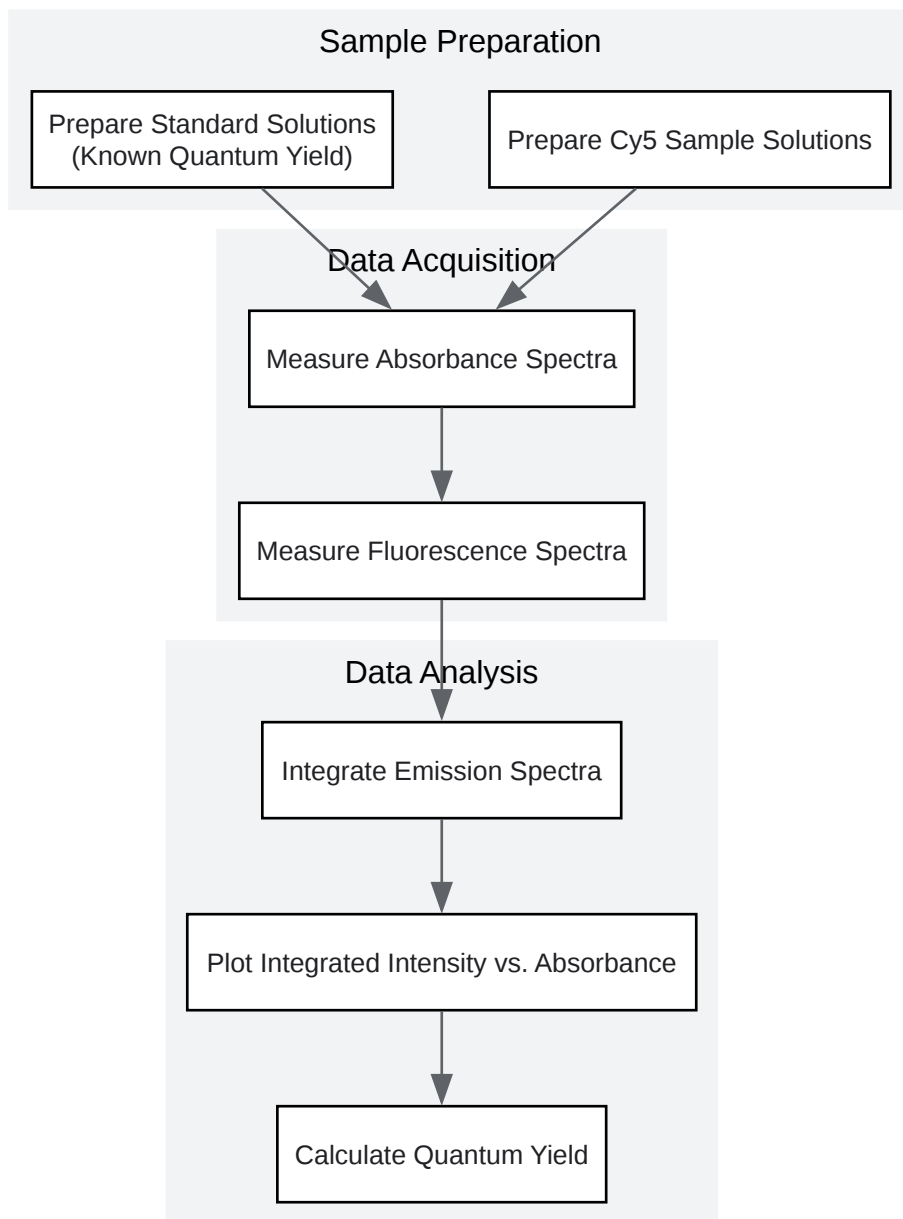 Sample Preparation
Prepare Standard Solutions
(Known Quantum Yield)
Prepare Cy5 Sample Solutions
Data Acquisition
Measure Absorbance Spectra
Measure Fluorescence Spectra
Data Analysis
Integrate Emission Spectra
Plot Integrated Intensity vs. Absorbance
Calculate Quantum Yield